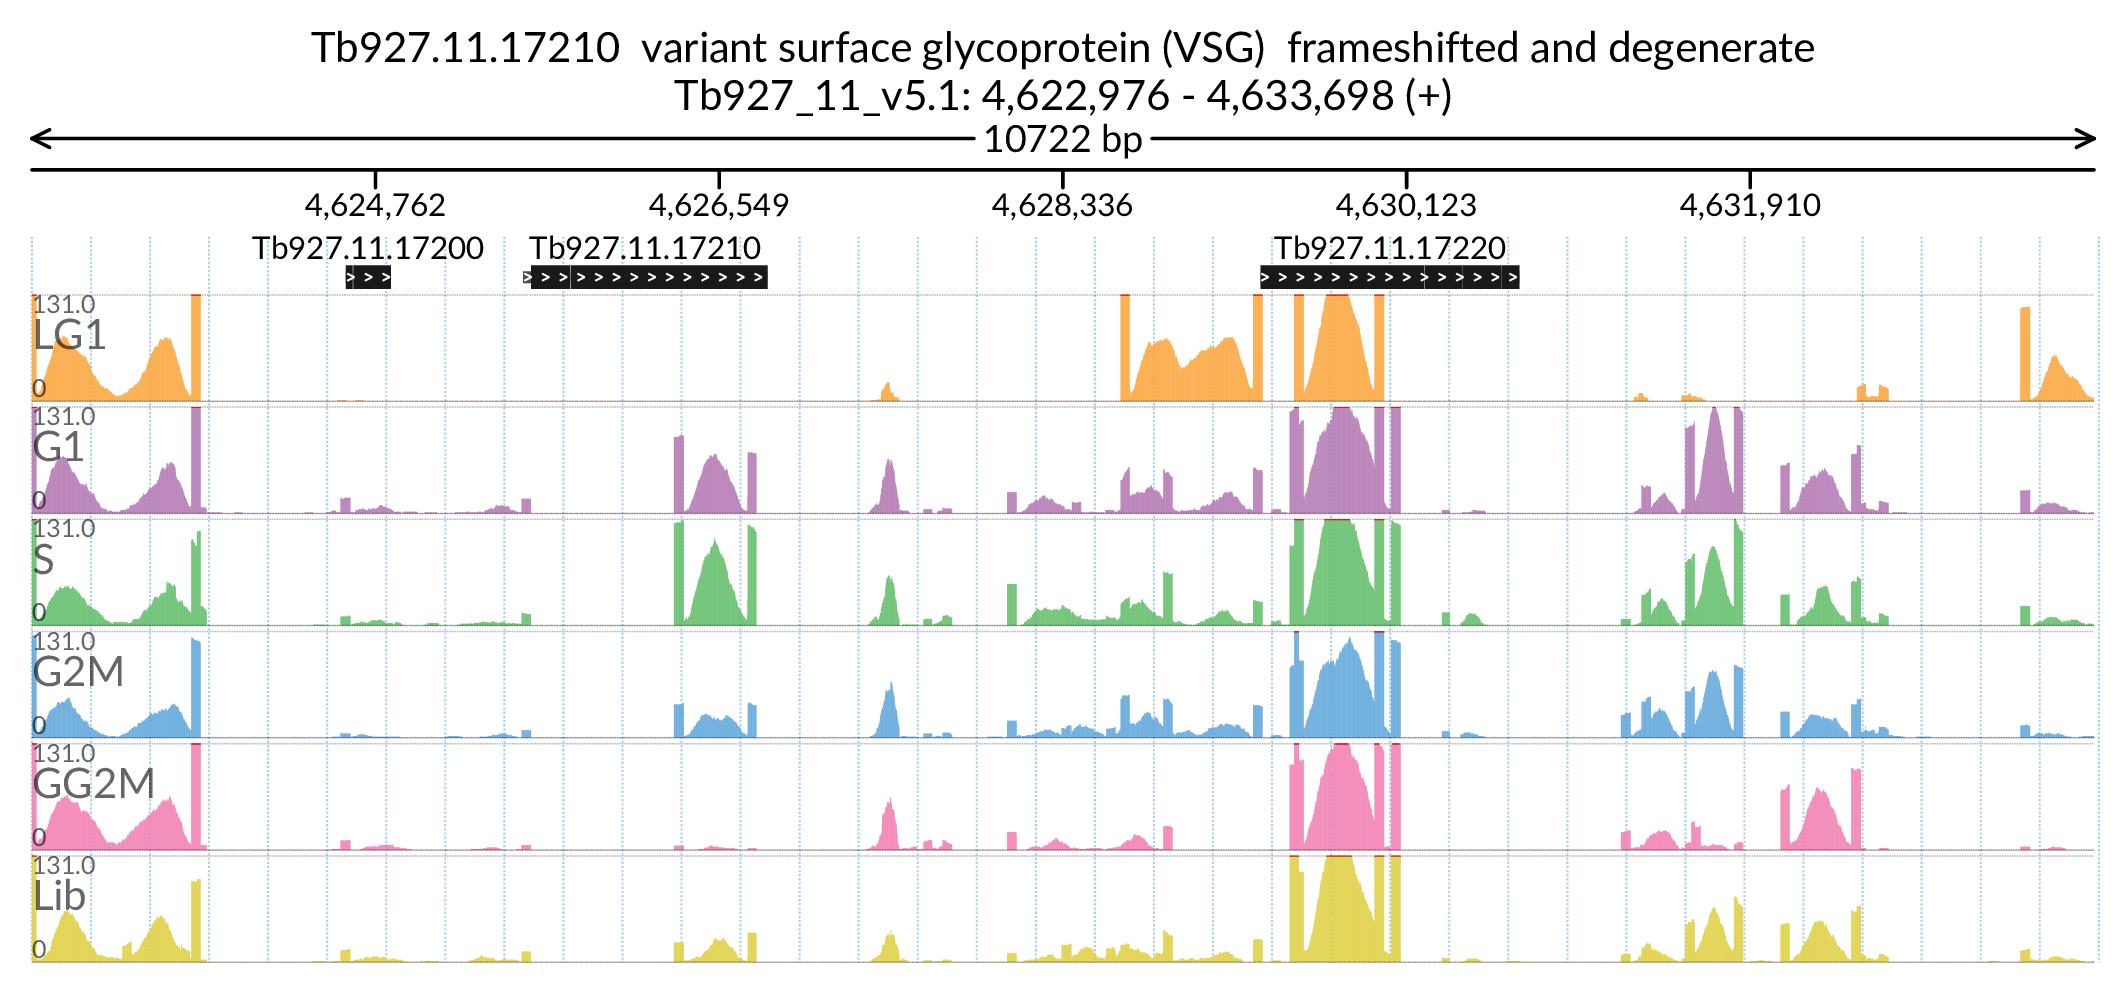 Tb927.11.17210  variant surface glycoprotein (VSG)  frameshifted and degenerate
Tb927_11_v5.1: 4,622,976 - 4,633,698 (+)
10722 bp
4,624,762 4,626,549 4,628,336 4,630,123 4,631,910
Tb927.11.17200 Tb927.11.17210 Tb927.11.17220
131.0
LG1
0
131.0
G1
0
131.0
S
0
131.0
G2M
0
131.0
GG2M
0
131.0
Lib
0